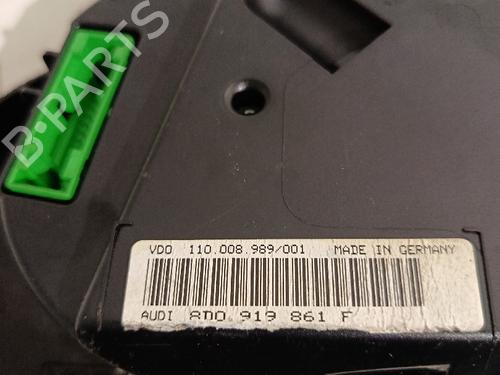 B-PARTS
VDO 110.008.989/001 MADE IN GERMANY
AUDI 8D0 919 861 F